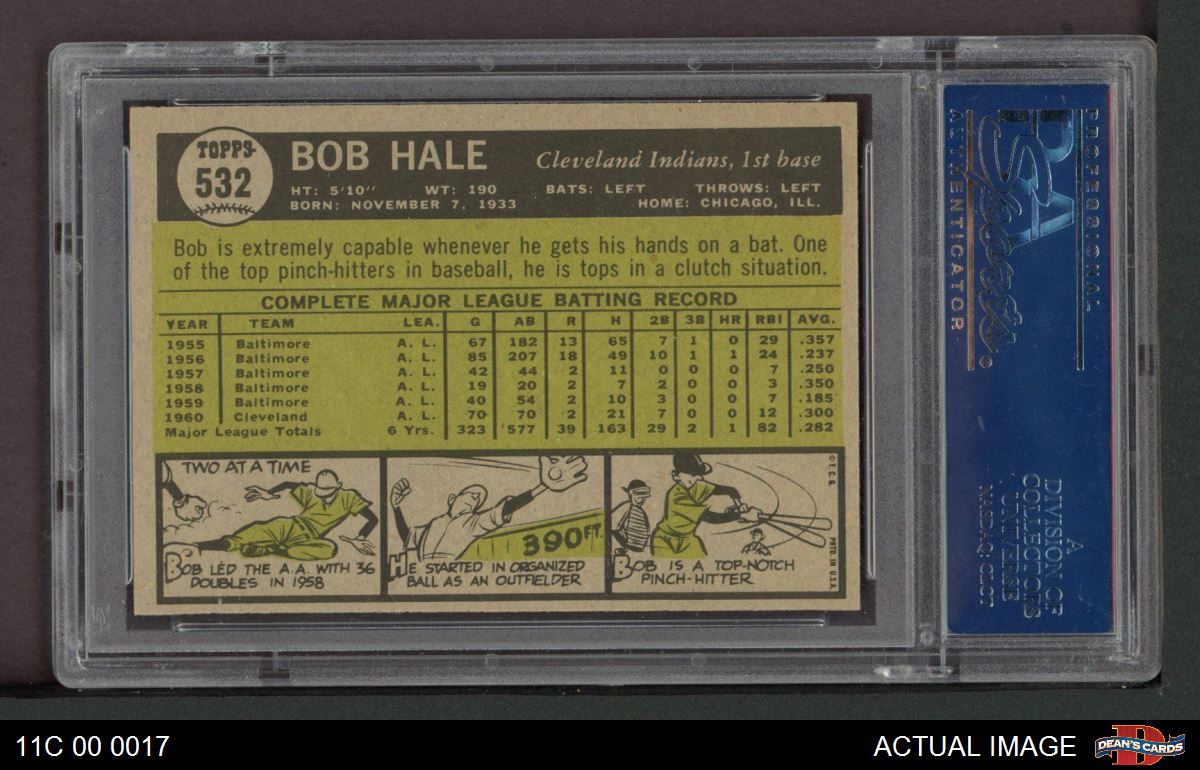 TOPPS
532
BOB HALE
Cleveland Indians, 1st base
HT: 5'10" WT: 190 BATS: LEFT THROWS: LEFT
BORN: NOVEMBER 7, 1933 HOME: CHICAGO, ILL.
Bob is extremely capable whenever he gets his hands on a bat. One
of the top pinch-hitters in baseball, he is tops in a clutch situation.
COMPLETE MAJOR LEAGUE BATTING RECORD
YEAR TEAM LEA. G AB R H 2B 3B HR RBI AVG.
1955 Baltimore A. L. 67 182 13 65 7 1 0 29 .357
1956 Baltimore A. L. 85 207 18 49 10 1 1 24 .237
1957 Baltimore A. L. 42 44 2 11 0 0 0 7 .250
1958 Baltimore A. L. 19 20 2 7 2 0 0 3 .350
1959 Baltimore A. L. 40 54 2 10 3 0 0 7 .185
1960 Cleveland A. L. 70 70 2 21 7 0 0 12 .300
Major League Totals 6 Yrs. 323 577 39 163 29 2 1 82 .282
TWO AT A TIME
BOB LED THE A.A. WITH 36
DOUBLES IN 1958
390 FT.
HE STARTED IN ORGANIZED
BALL AS AN OUTFIELDER
BOB IS A TOP-NOTCH
PINCH-HITTER
© T.C.G.
PRTD. IN U.S.A.
PROFESSIONAL
PSA
Sports
AUTHENTICATOR
A
DIVISION OF
COLLECTORS
UNIVERSE
NASDAQ: CLCT
11C 00 0017
ACTUAL IMAGE
DEAN'S CARDS